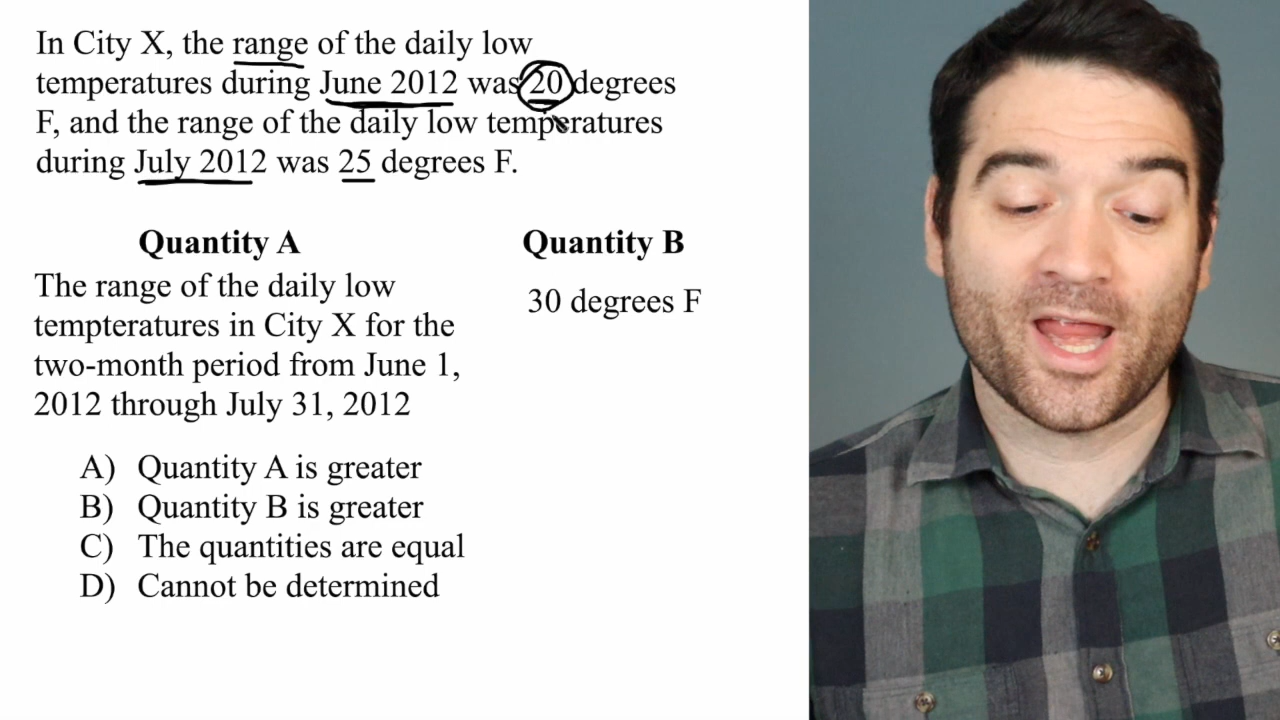 In City X, the range of the daily low
temperatures during June 2012 was 20 degrees
F, and the range of the daily low temperatures
during July 2012 was 25 degrees F.
Quantity A
Quantity B
The range of the daily low
tempteratures in City X for the
two-month period from June 1,
2012 through July 31, 2012
30 degrees F
A) Quantity A is greater
B) Quantity B is greater
C) The quantities are equal
D) Cannot be determined